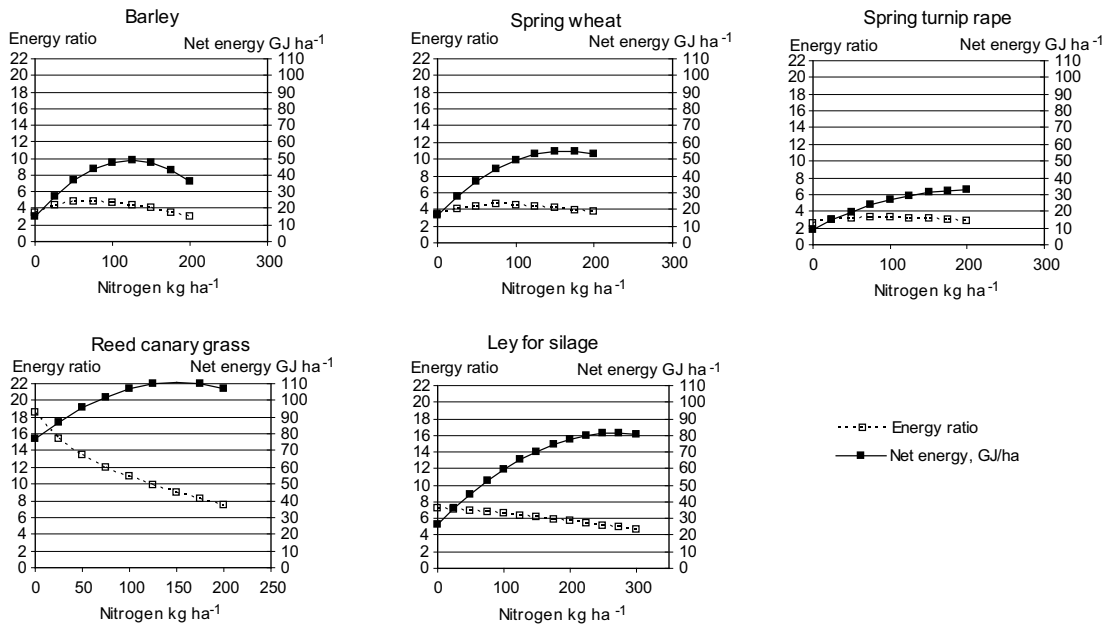 Barley
Energy ratio Net energy GJ ha⁻¹
22 110
20 100
18 90
16 80
14 70
12 60
10 50
8 40
6 30
4 20
2 10
0 0
0 100 200 300
Nitrogen kg ha⁻¹
Spring wheat
Energy ratio Net energy GJ ha⁻¹
22 110
20 100
18 90
16 80
14 70
12 60
10 50
8 40
6 30
4 20
2 10
0 0
0 100 200 300
Nitrogen kg ha⁻¹
Spring turnip rape
Energy ratio Net energy GJ ha⁻¹
22 110
20 100
18 90
16 80
14 70
12 60
10 50
8 40
6 30
4 20
2 10
0 0
0 100 200 300
Nitrogen kg ha⁻¹
Reed canary grass
Energy ratio Net energy GJ ha⁻¹
22 110
20 100
18 90
16 80
14 70
12 60
10 50
8 40
6 30
4 20
2 10
0 0
0 50 100 150 200 250
Nitrogen kg ha⁻¹
Ley for silage
Energy ratio Net energy GJ ha⁻¹
22 110
20 100
18 90
16 80
14 70
12 60
10 50
8 40
6 30
4 20
2 10
0 0
0 100 200 300
Nitrogen kg ha⁻¹
Energy ratio
Net energy, GJ/ha